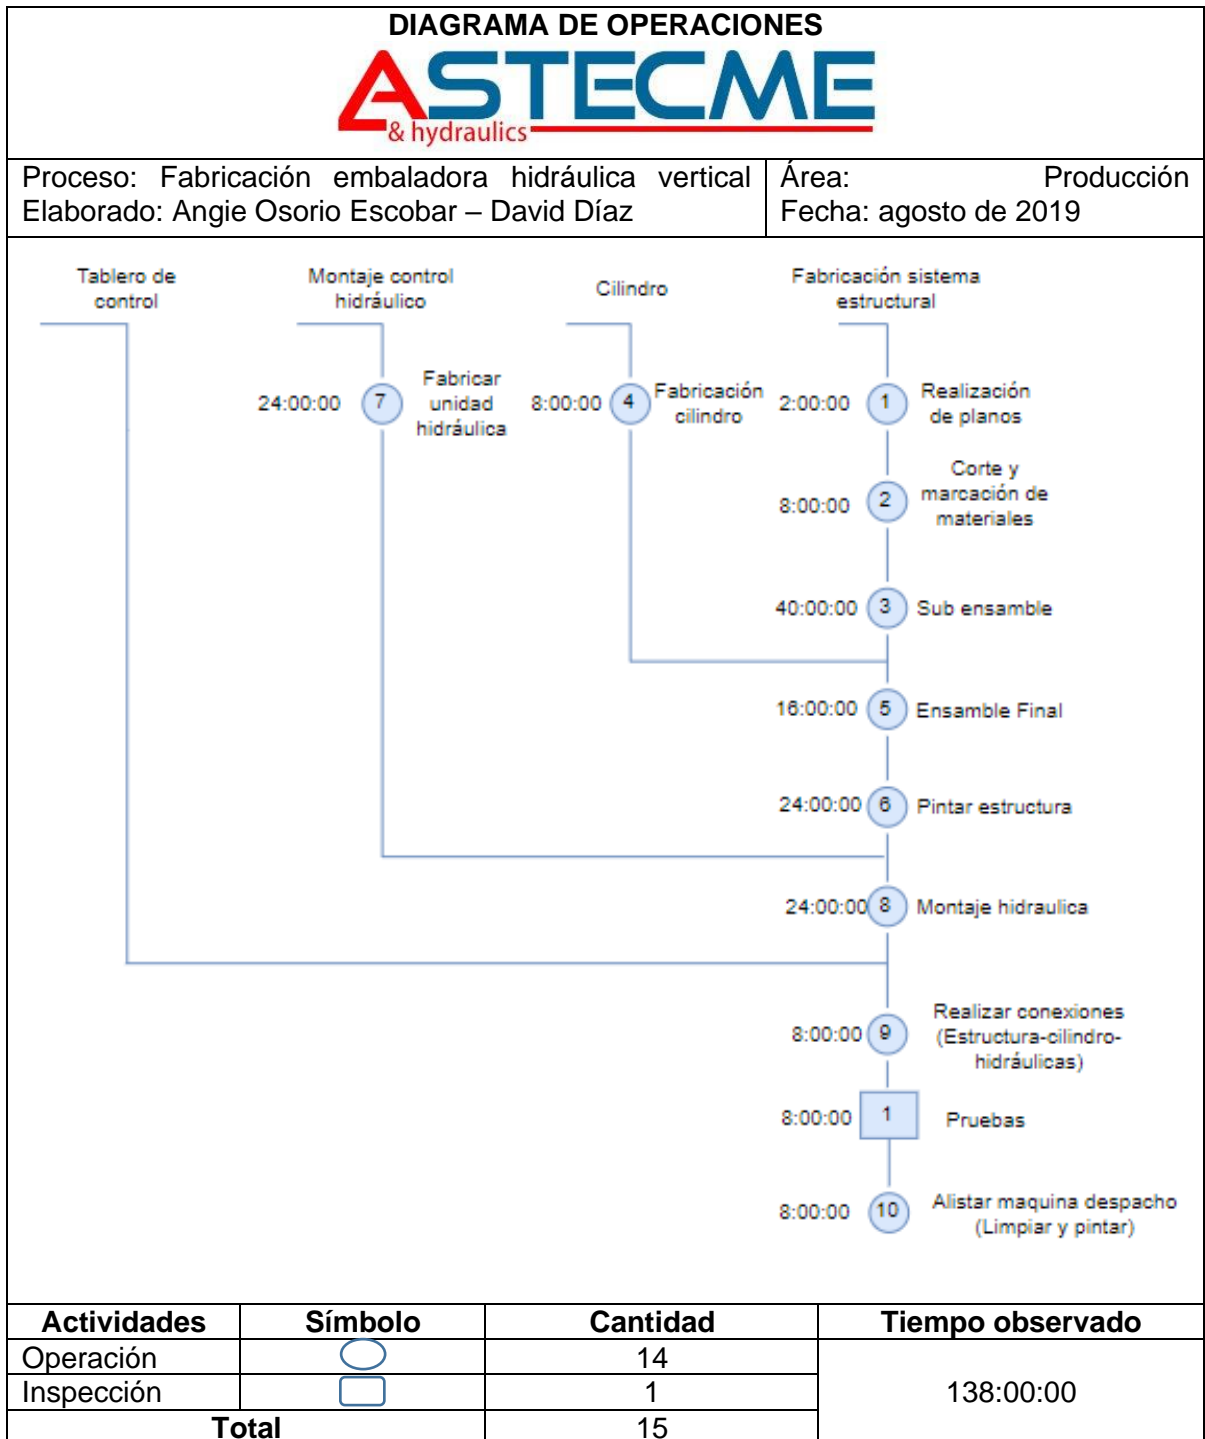 DIAGRAMA DE OPERACIONES
ASTECME
& hydraulics
Proceso: Fabricación embaladora hidráulica vertical
Elaborado: Angie Osorio Escobar – David Díaz
Área: Producción
Fecha: agosto de 2019
Tablero de
control
Montaje control
hidráulico
Cilindro
Fabricación sistema
estructural
24:00:00
7
Fabricar
unidad
hidráulica
8:00:00
4
Fabricación
cilindro
2:00:00
1
Realización
de planos
8:00:00
2
Corte y
marcación de
materiales
40:00:00
3
Sub ensamble
16:00:00
5
Ensamble Final
24:00:00
6
Pintar estructura
24:00:00
8
Montaje hidraulica
8:00:00
9
Realizar conexiones
(Estructura-cilindro-
hidráulicas)
8:00:00
1
Pruebas
8:00:00
10
Alistar maquina despacho
(Limpiar y pintar)
Actividades Símbolo Cantidad Tiempo observado
Operación 14
Inspección 1 138:00:00
Total 15